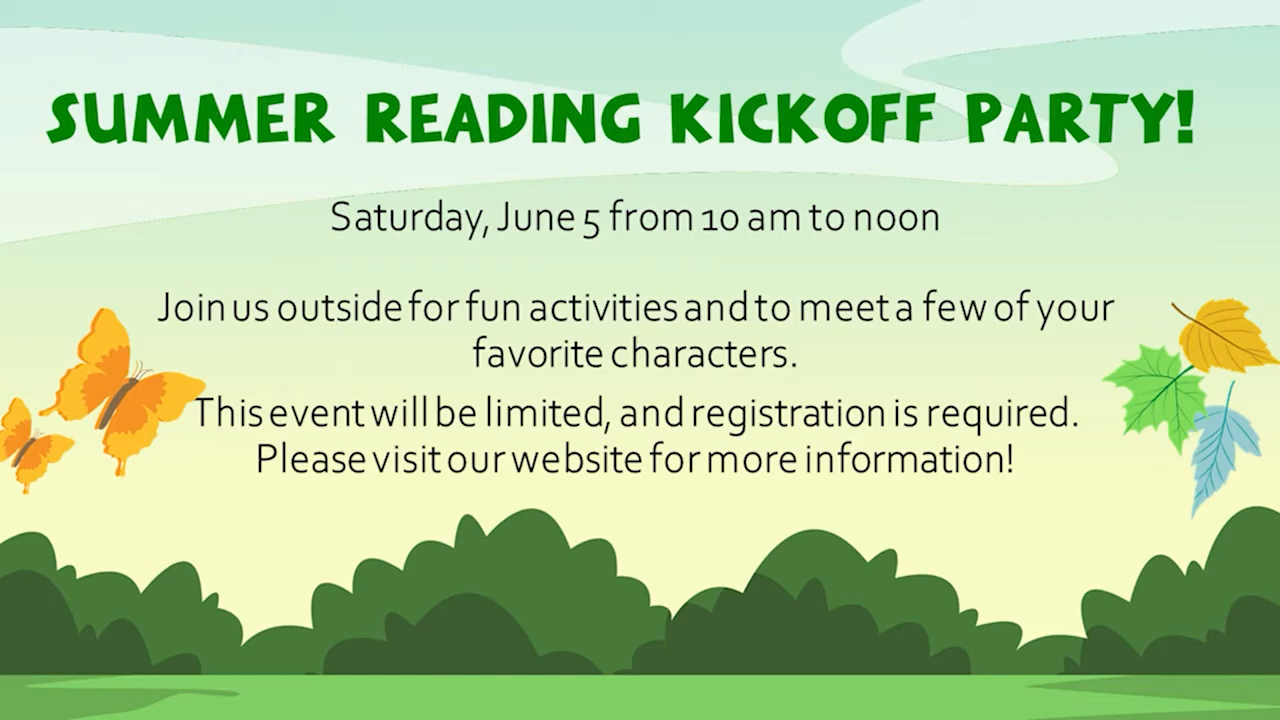 SUMMER READING KICKOFF PARTY!
Saturday, June 5 from 10 am to noon
Join us outside for fun activities and to meet a few of your
favorite characters.
This event will be limited, and registration is required.
Please visit our website for more information!